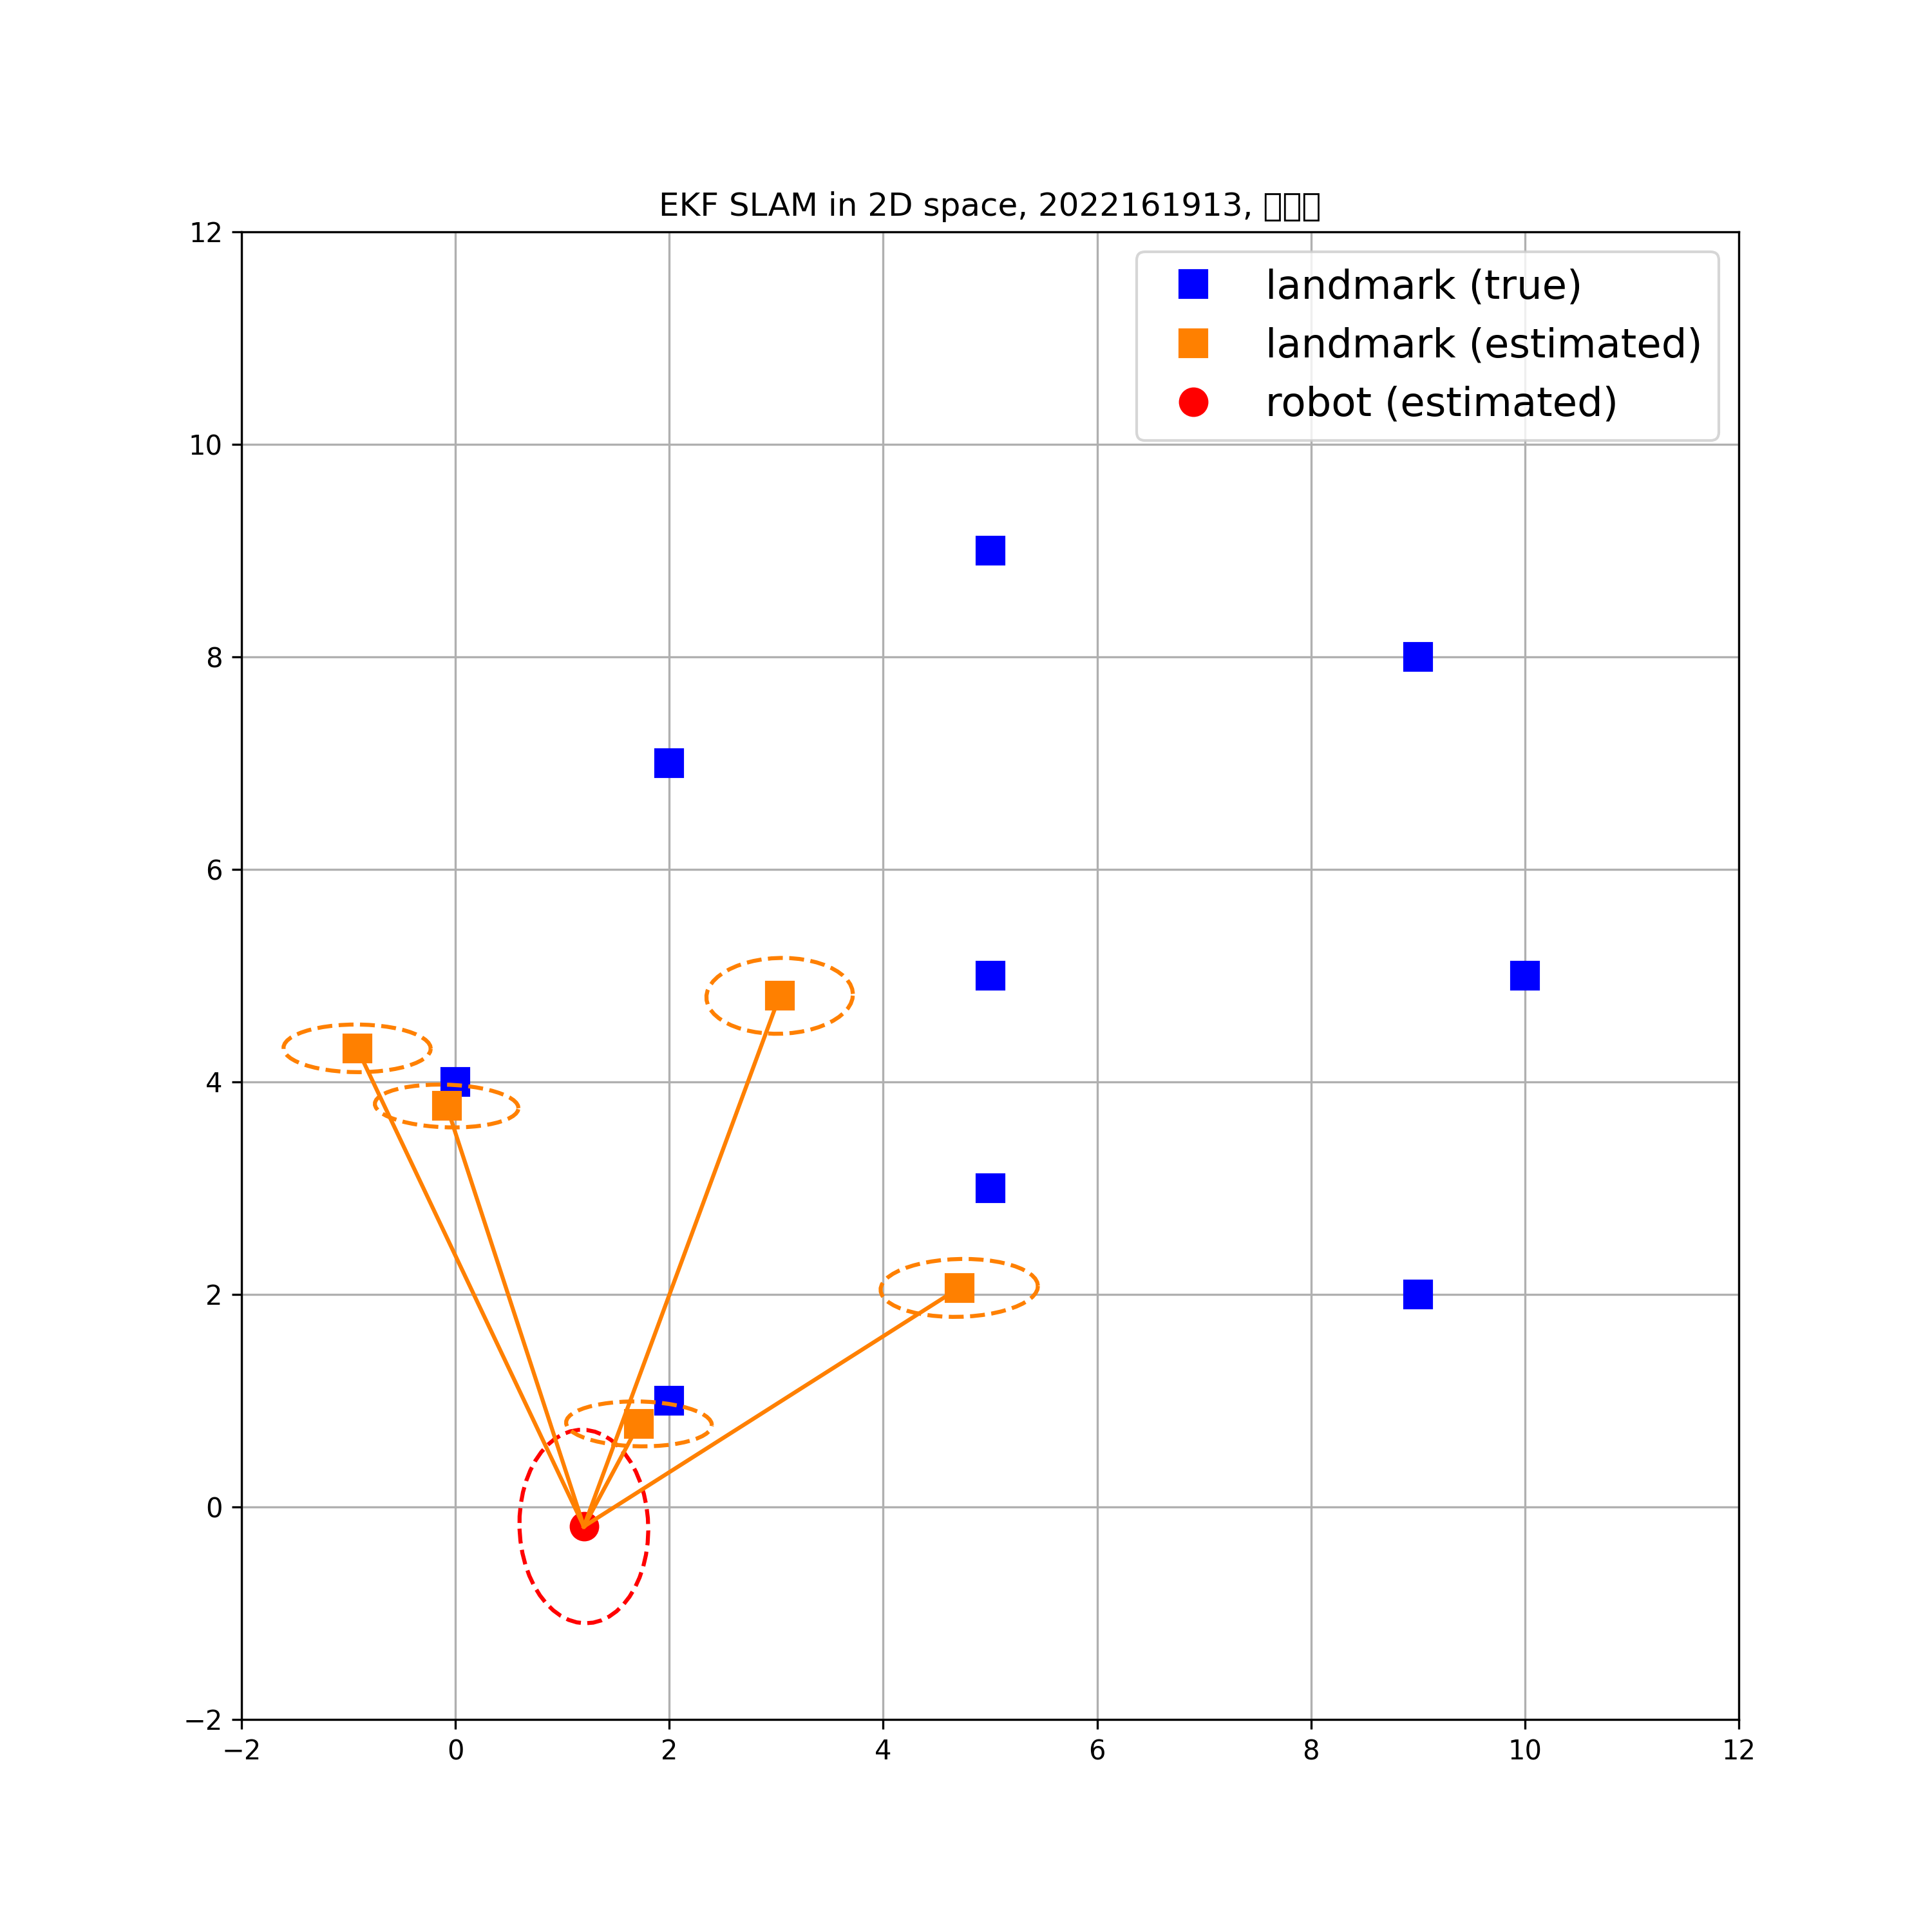 EKF SLAM in 2D space, 2022161913,
landmark (true)
landmark (estimated)
robot (estimated)
12
10
8
6
4
2
0
−2
−2 0 2 4 6 8 10 12